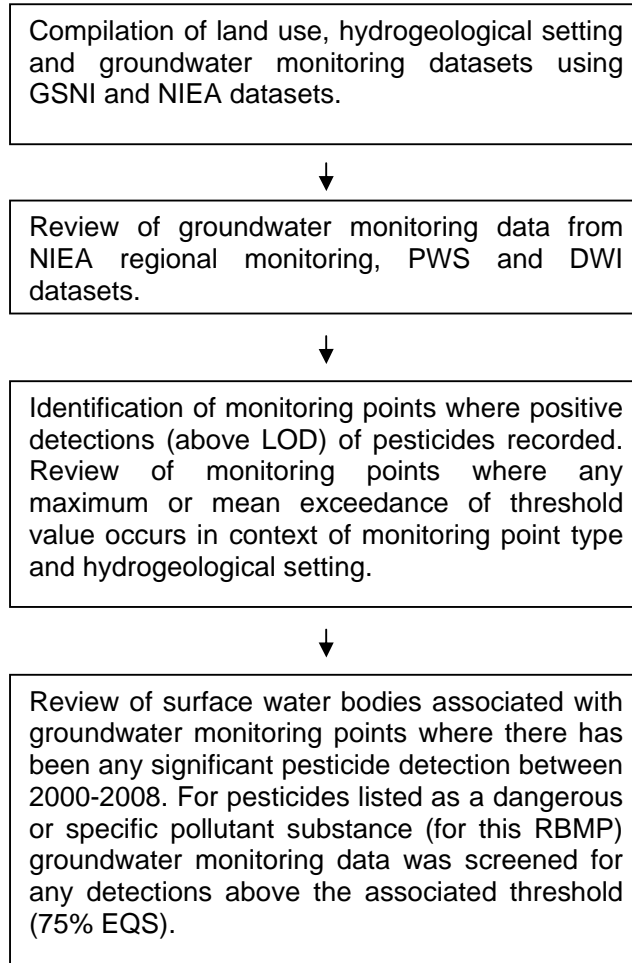 Compilation of land use, hydrogeological setting
and groundwater monitoring datasets using
GSNI and NIEA datasets.
Review of groundwater monitoring data from
NIEA regional monitoring, PWS and DWI
datasets.
Identification of monitoring points where positive
detections (above LOD) of pesticides recorded.
Review of monitoring points where any
maximum or mean exceedance of threshold
value occurs in context of monitoring point type
and hydrogeological setting.
Review of surface water bodies associated with
groundwater monitoring points where there has
been any significant pesticide detection between
2000-2008. For pesticides listed as a dangerous
or specific pollutant substance (for this RBMP)
groundwater monitoring data was screened for
any detections above the associated threshold
(75% EQS).